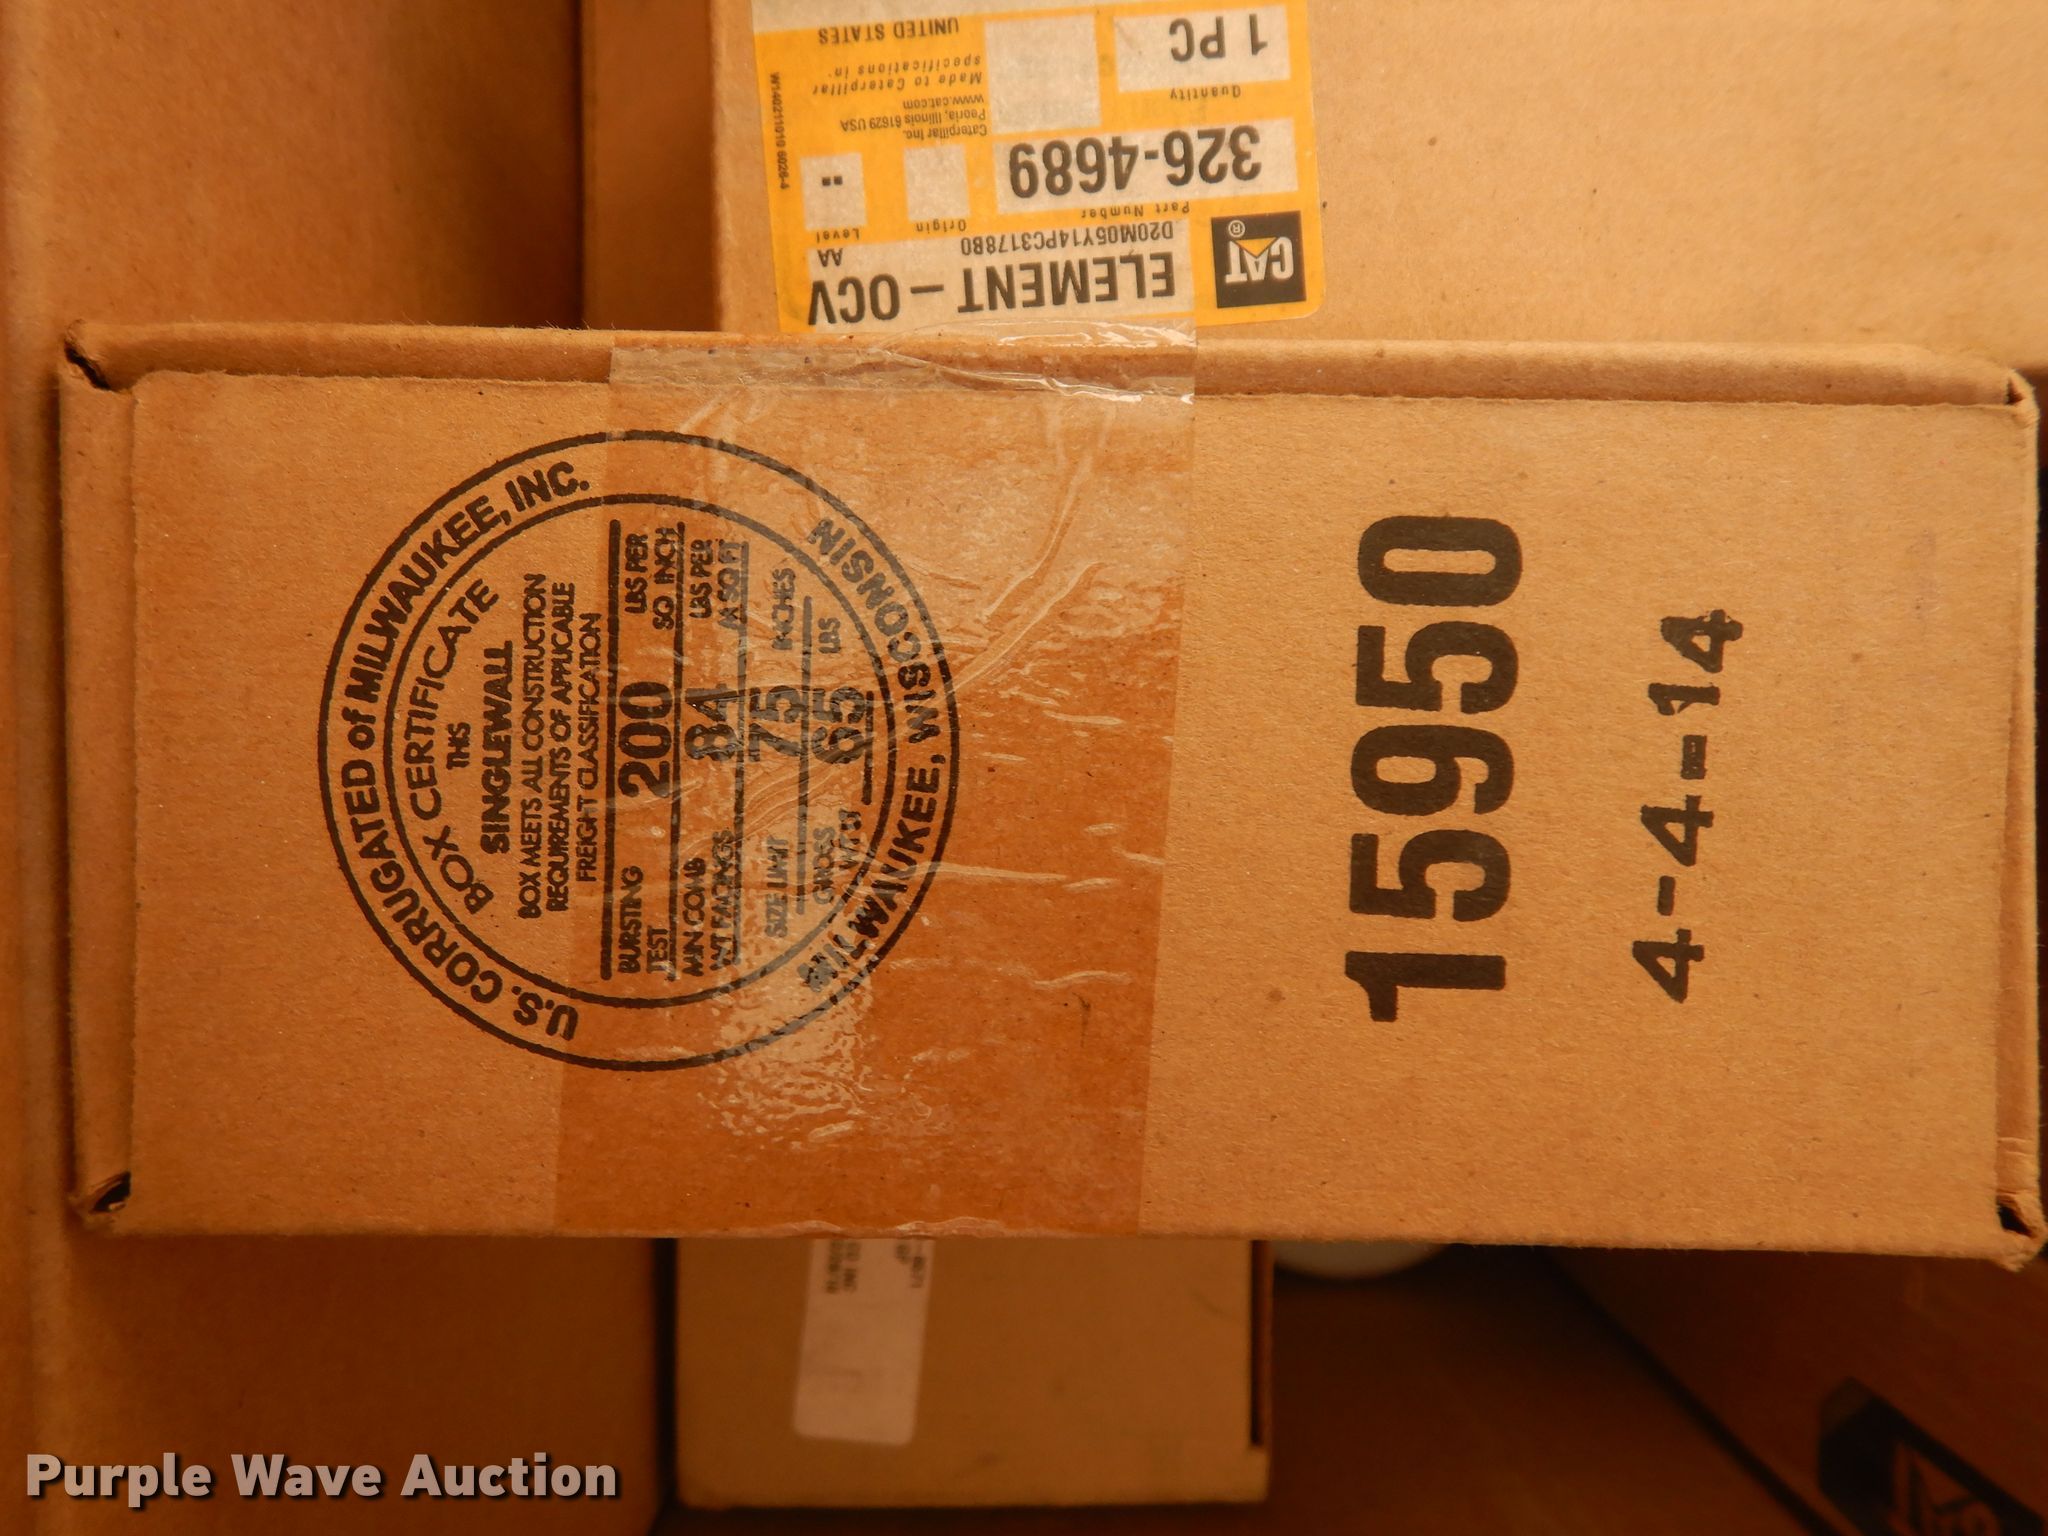 CAT®
ELEMENT – OCV
D20M05Y14PC3178B0 AA
Part Number Origin Level
326-4689 --
Quantity
1 PC
Caterpillar Inc.
Peoria, Illinois 61629 USA
www.cat.com
Made to Caterpillar
specifications in"
UNITED STATES
U.S. CORRUGATED of MILWAUKEE, INC.
BOX CERTIFICATE
THIS
SINGLEWALL
BOX MEETS ALL CONSTRUCTION
REQUIREMENTS OF APPLICABLE
FREIGHT CLASSIFICATION
BURSTING TEST 200 LBS PER SQ INCH
MIN COMB WT FACINGS 84 LBS PER M SQ FT
SIZE LIMIT 75 INCHES
GROSS WT LT 65 LBS
MILWAUKEE, WISCONSIN
15950
4-4-14
Purple Wave Auction